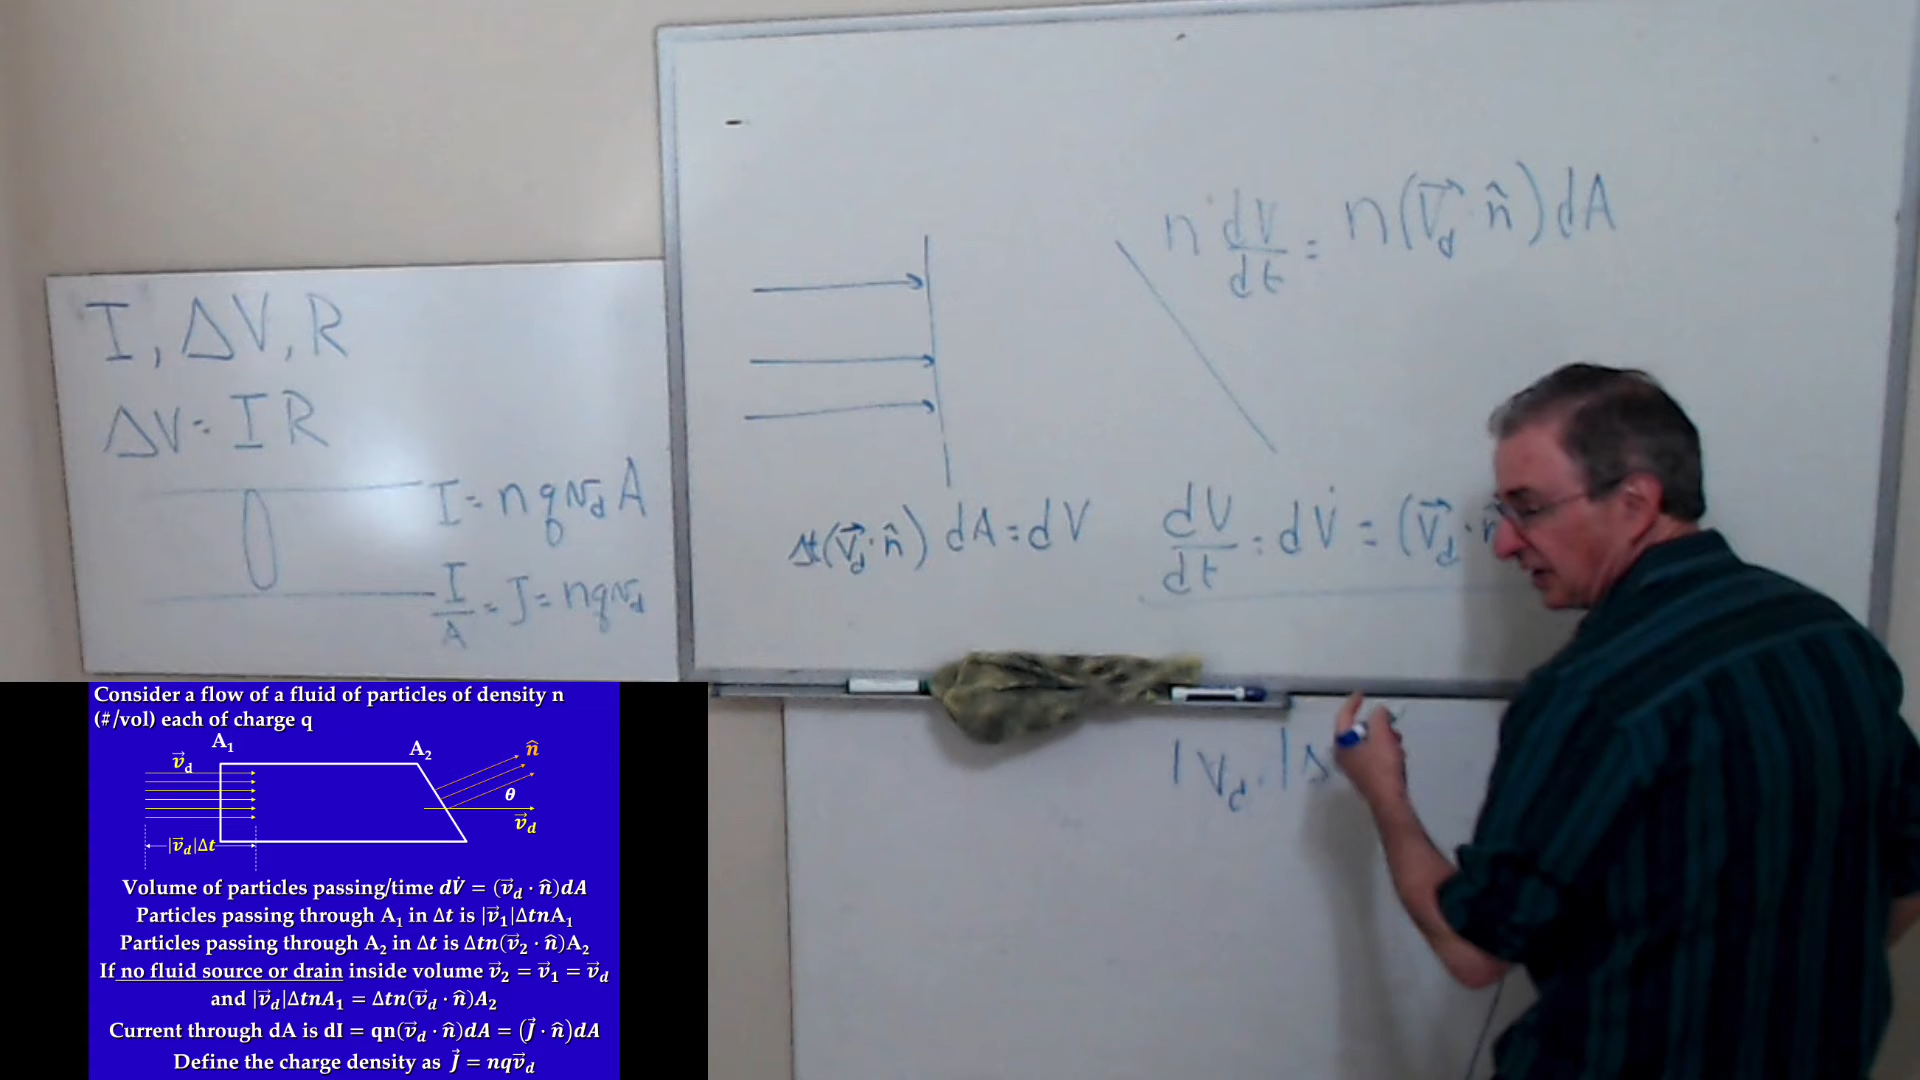 I, ΔV, R
ΔV = IR
I = nqv_d A
I/A = J = nqv_d
n dV/dt = n(v⃗_d · n̂)dA
Δt(v⃗_d · n̂) dA = dV
dV/dt = dV̇ = (v⃗_d ·
|v_d|
Consider a flow of a fluid of particles of density n
(#/vol) each of charge q
A₁
A₂
n̂
v⃗_d
θ
v⃗_d
|v⃗_d|Δt
Volume of particles passing/time dV̇ = (v⃗_d · n̂)dA
Particles passing through A₁ in Δt is |v⃗₁|ΔtnA₁
Particles passing through A₂ in Δt is Δtn(v⃗₂ · n̂)A₂
If no fluid source or drain inside volume v⃗₂ = v⃗₁ = v⃗_d
and |v⃗_d|ΔtnA₁ = Δtn(v⃗_d · n̂)A₂
Current through dA is dI = qn(v⃗_d · n̂)dA = (J⃗ · n̂)dA
Define the charge density as J⃗ = nqv⃗_d